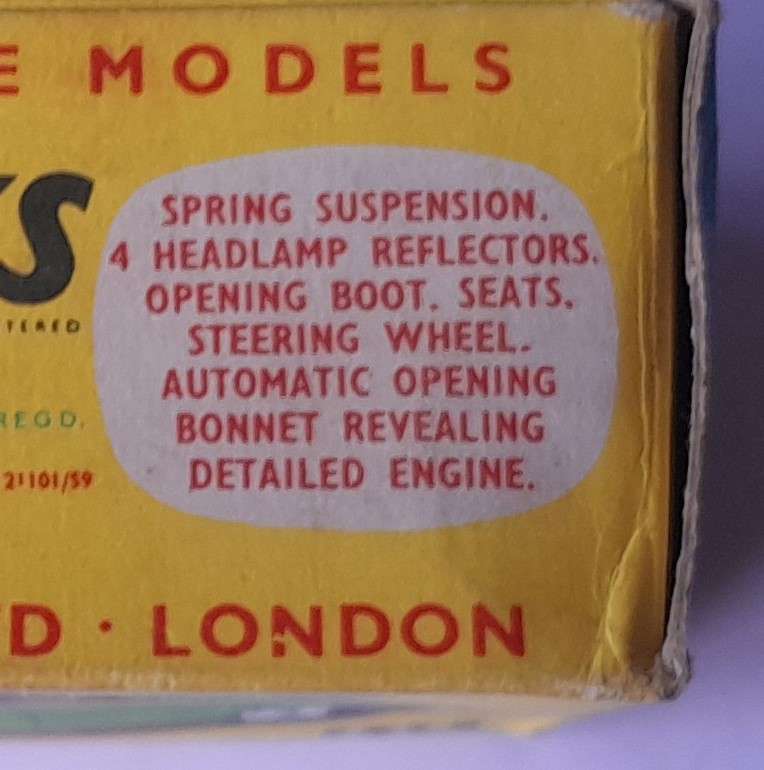 E MODELS
KS
TERED
SPRING SUSPENSION.
4 HEADLAMP REFLECTORS.
OPENING BOOT. SEATS.
STEERING WHEEL.
AUTOMATIC OPENING
BONNET REVEALING
DETAILED ENGINE.
REGD.
21101/59
D · LONDON